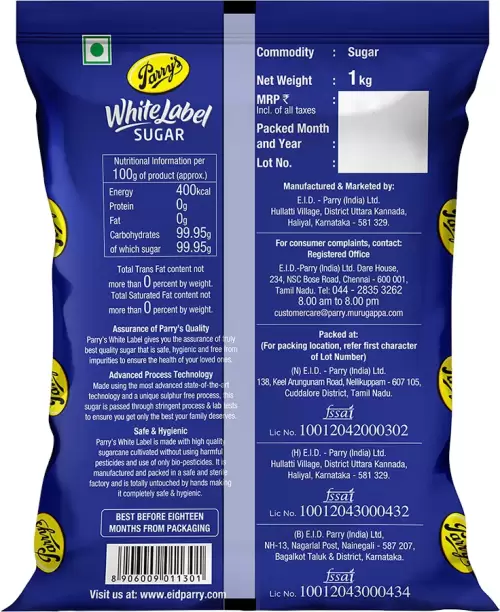 Parry's
White Label
SUGAR
Nutritional Information per
100g of product (approx.)
Energy 400kcal
Protein 0g
Fat 0g
Carbohydrates 99.95g
of which sugar 99.95g
Total Trans Fat content not
more than 0 percent by weight.
Total Saturated Fat content not
more than 0 percent by weight.
Assurance of Parry's Quality
Parry's White Label gives you the assurance of truly
best quality sugar that is safe, hygienic and free from
impurities to ensure the health of your loved ones.
Advanced Process Technology
Made using the most advanced state-of-the-art
technology and a unique sulphur free process, this
sugar is passed through stringent process & lab tests
to ensure you get only the best your family deserves.
Safe & Hygienic
Parry's White Label is made with high quality
sugarcane cultivated without using harmful
pesticides and use of only bio-pesticides. It is
manufactured and packed in a safe and sterile
factory and is totally untouched by hands making
it completely safe & hygienic.
BEST BEFORE EIGHTEEN
MONTHS FROM PACKAGING
8 906009 011301
Visit us at: www.eidparry.com
Commodity : Sugar
Net Weight : 1 kg
MRP ₹ :
Incl. of all taxes
Packed Month
and Year :
Lot No. :
Manufactured & Marketed by:
E.I.D. - Parry (India) Ltd.
Hullatti Village, District Uttara Kannada,
Haliyal, Karnataka - 581 329.
For consumer complaints, contact:
Registered Office
E.I.D.-Parry (India) Ltd. Dare House,
234, NSC Bose Road, Chennai - 600 001,
Tamil Nadu. Tel: 044 - 2835 3262
8.00 am to 8.00 pm
customercare@parry.murugappa.com
Packed at:
(For packing location, refer first character
of Lot Number)
(N) E.I.D. - Parry (India) Ltd.
138, Keel Arungunam Road, Nellikuppam - 607 105,
Cuddalore District, Tamil Nadu.
fssai
Lic No. 10012042000302
(H) E.I.D. - Parry (India) Ltd.
Hullatti Village, District Uttara Kannada,
Haliyal, Karnataka - 581 329.
fssai
Lic No. 10012043000432
(B) E.I.D. Parry (India) Ltd,
NH-13, Nagarlal Post, Nainegali - 587 207,
Bagalkot Taluk & District, Karnataka.
fssai
Lic No. 10012043000434
Parry's